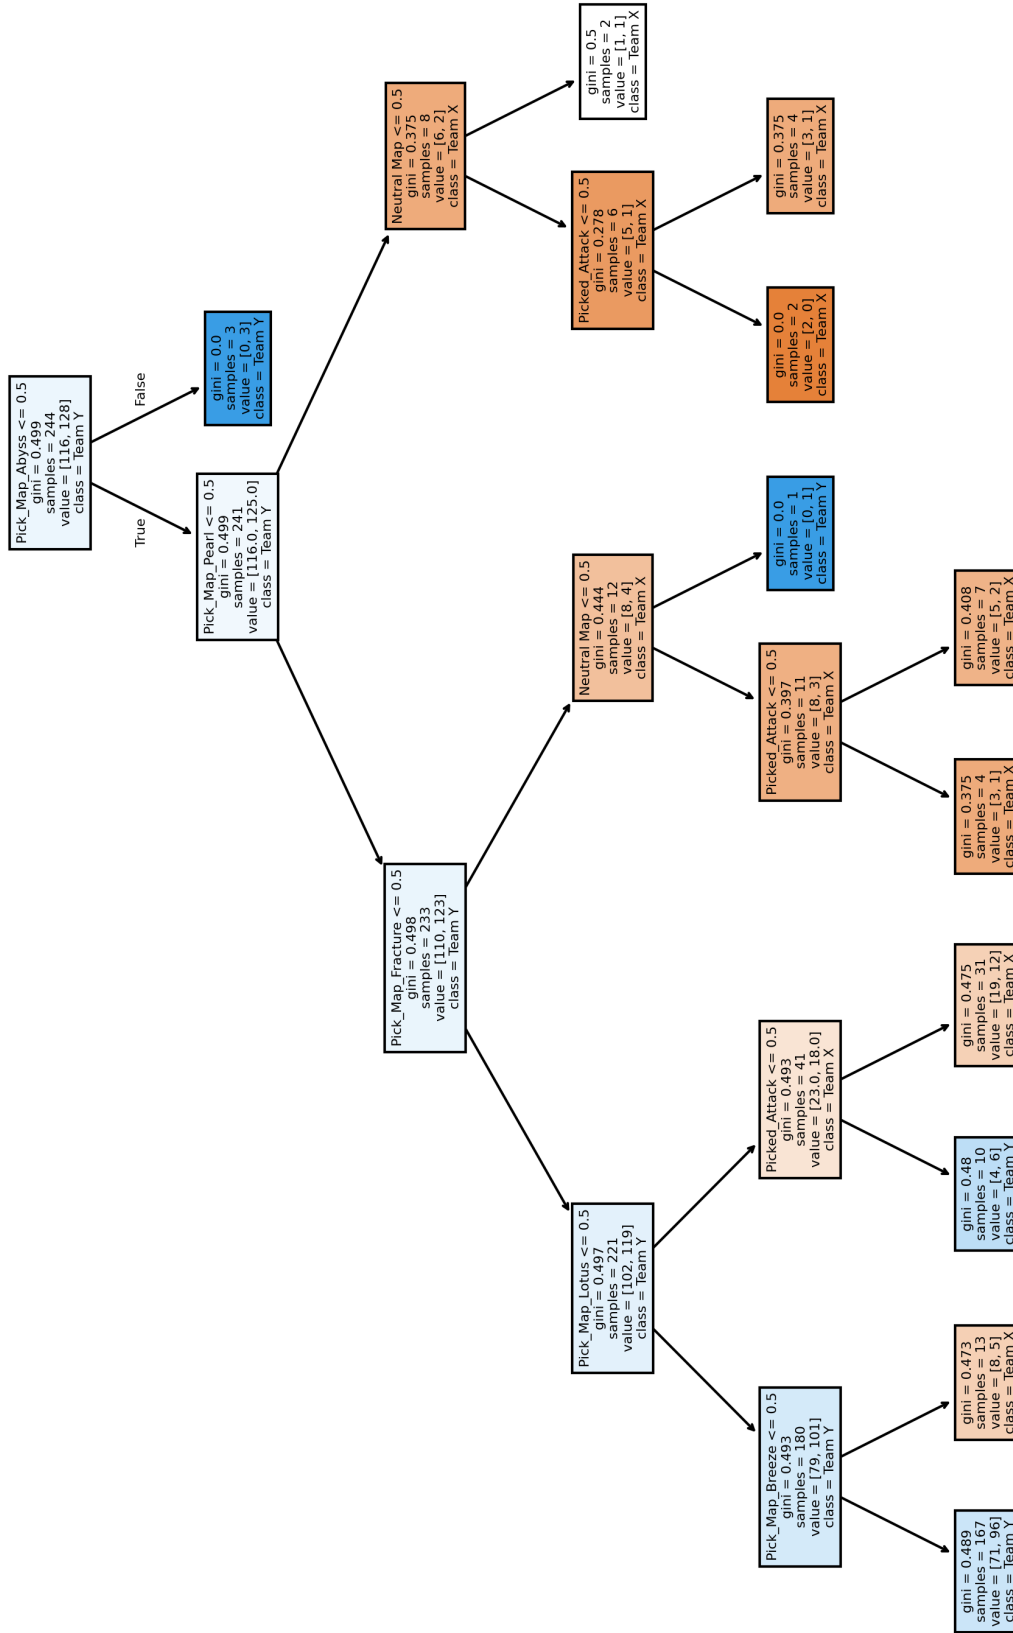 Pick_Map_Abyss <= 0.5
gini = 0.499
samples = 244
value = [116, 128]
class = Team Y
True
False
Pick_Map_Pearl <= 0.5
gini = 0.499
samples = 241
value = [116.0, 125.0]
class = Team Y
gini = 0.0
samples = 3
value = [0, 3]
class = Team Y
Pick_Map_Fracture <= 0.5
gini = 0.498
samples = 233
value = [110, 123]
class = Team Y
Neutral Map <= 0.5
gini = 0.375
samples = 8
value = [6, 2]
class = Team X
Pick_Map_Lotus <= 0.5
gini = 0.497
samples = 221
value = [102, 119]
class = Team Y
Neutral Map <= 0.5
gini = 0.444
samples = 12
value = [8, 4]
class = Team X
Picked_Attack <= 0.5
gini = 0.278
samples = 6
value = [5, 1]
class = Team X
gini = 0.5
samples = 2
value = [1, 1]
class = Team X
Pick_Map_Breeze <= 0.5
gini = 0.493
samples = 180
value = [79, 101]
class = Team Y
Picked_Attack <= 0.5
gini = 0.493
samples = 41
value = [23.0, 18.0]
class = Team X
Picked_Attack <= 0.5
gini = 0.397
samples = 11
value = [8, 3]
class = Team X
gini = 0.0
samples = 1
value = [0, 1]
class = Team Y
gini = 0.0
samples = 2
value = [2, 0]
class = Team X
gini = 0.375
samples = 4
value = [3, 1]
class = Team X
gini = 0.489
samples = 167
value = [71, 96]
class = Team Y
gini = 0.473
samples = 13
value = [8, 5]
class = Team X
gini = 0.48
samples = 10
value = [4, 6]
class = Team Y
gini = 0.475
samples = 31
value = [19, 12]
class = Team X
gini = 0.375
samples = 4
value = [3, 1]
class = Team X
gini = 0.408
samples = 7
value = [5, 2]
class = Team X